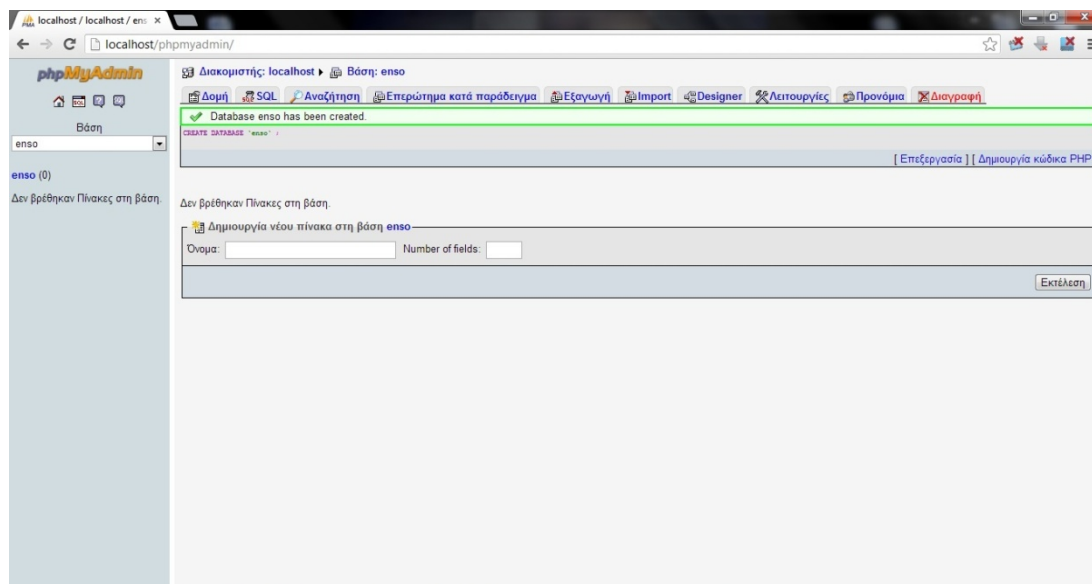 localhost / localhost / ens
localhost/phpmyadmin/
phpMyAdmin
Βάση
enso
enso (0)
Δεν βρέθηκαν Πίνακες στη βάση.
Διακομιστής: localhost Βάση: enso
Δομή SQL Αναζήτηση Επερώτημα κατά παράδειγμα Εξαγωγή Import Designer Λειτουργίες Προνόμια Διαγραφή
Database enso has been created.
CREATE DATABASE `enso` ;
[ Επεξεργασία ] [ Δημιουργία κώδικα PHP
Δεν βρέθηκαν Πίνακες στη βάση.
Δημιουργία νέου πίνακα στη βάση enso
Όνομα: Number of fields:
Εκτέλεση